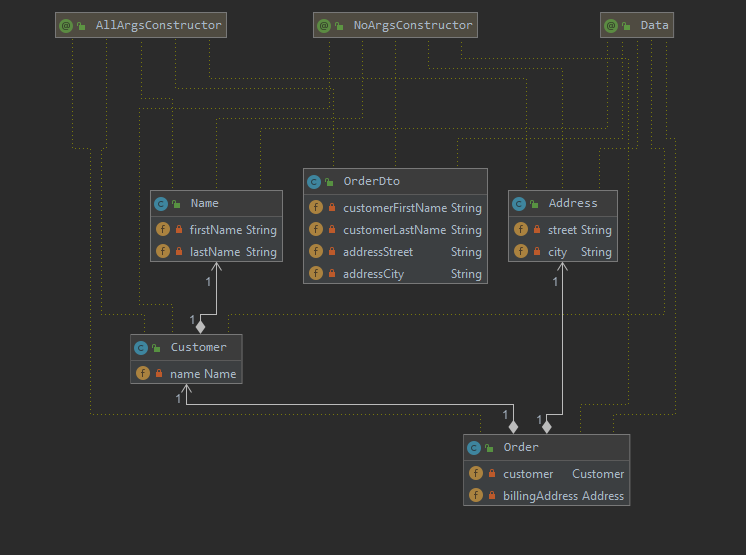 @ AllArgsConstructor
@ NoArgsConstructor
@ Data
C Name
f firstName String
f lastName String
C OrderDto
f customerFirstName String
f customerLastName String
f addressStreet String
f addressCity String
C Address
f street String
f city String
1
1
1
C Customer
f name Name
1
1
1
C Order
f customer Customer
f billingAddress Address